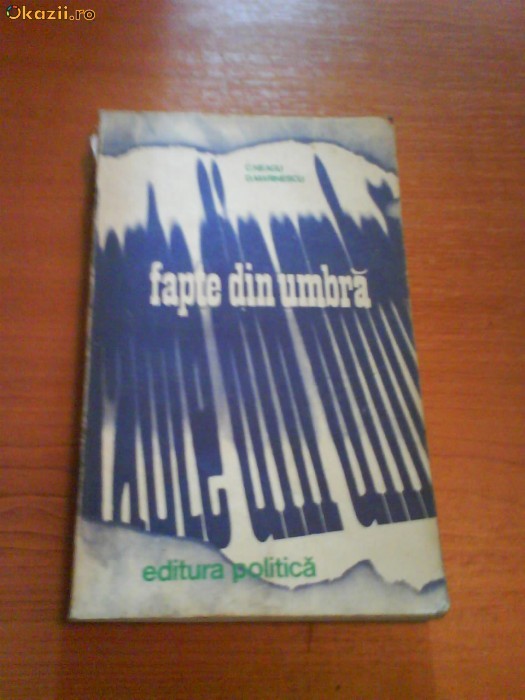 Okazii.ro
C.NEAGU
D.MARINESCU
fapte din umbră
editura politică